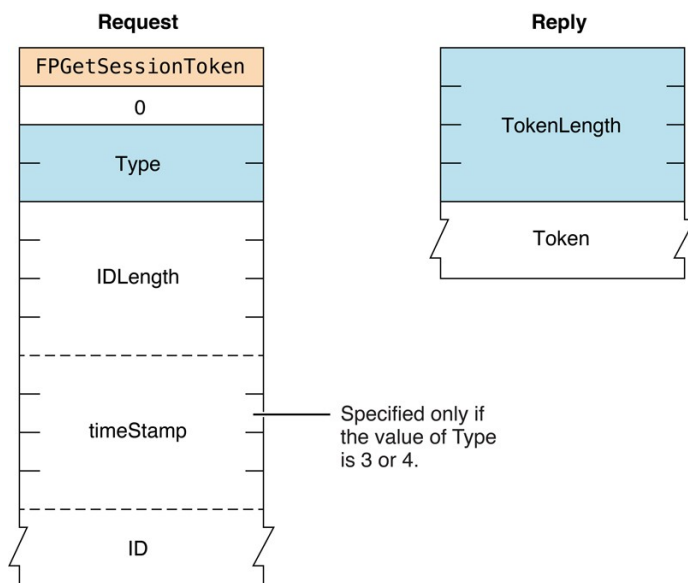 Request
FPGetSessionToken
0
Type
IDLength
timeStamp
Specified only if
the value of Type
is 3 or 4.
ID
Reply
TokenLength
Token